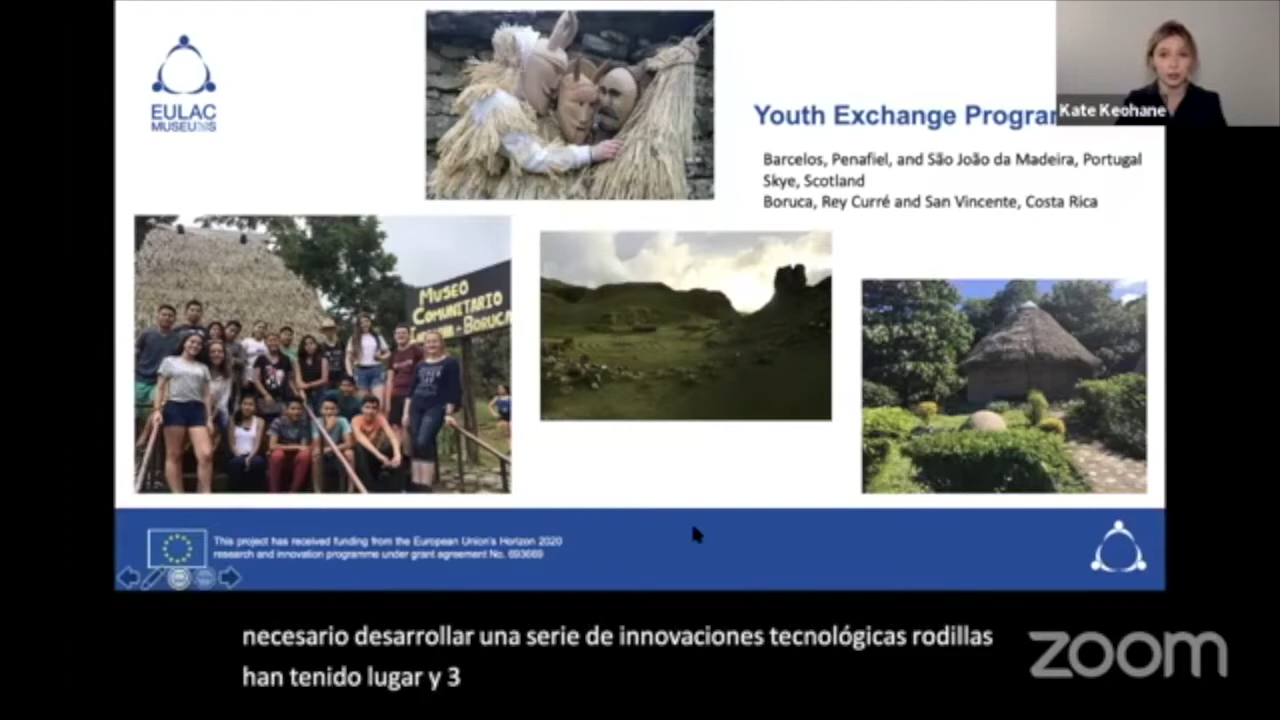 EULAC
MUSEUMS
Youth Exchange Program
Kate Keohane
Barcelos, Penafiel, and São João da Madeira, Portugal
Skye, Scotland
Boruca, Rey Curré and San Vincente, Costa Rica
MUSEO
COMUNITARIO
BORUCA
This project has received funding from the European Union's Horizon 2020
research and innovation programme under grant agreement No. 693669
necesario desarrollar una serie de innovaciones tecnológicas rodillas
han tenido lugar y 3
zoom